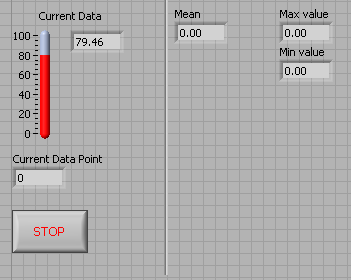 Current Data
79.46
100
80
60
40
20
0
Current Data Point
0
STOP
Mean
0.00
Max value
0.00
Min value
0.00